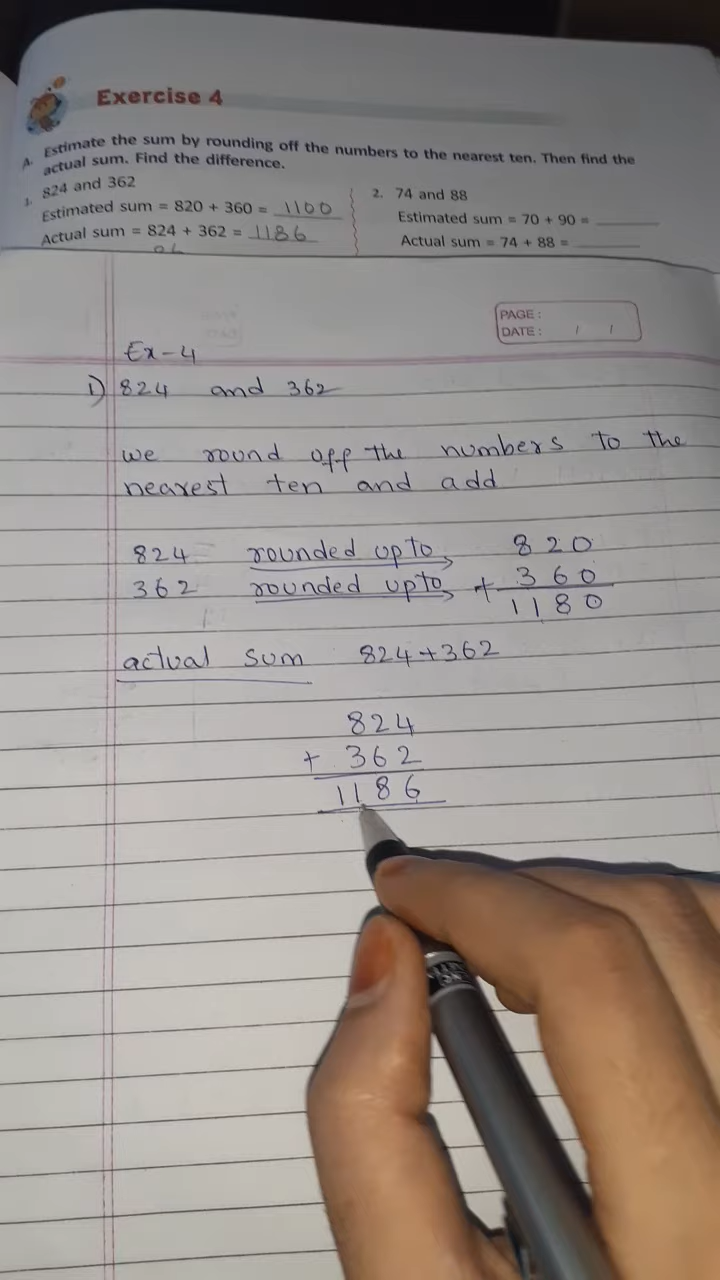 Exercise 4
A. Estimate the sum by rounding off the numbers to the nearest ten. Then find the
actual sum. Find the difference.
1. 824 and 362
Estimated sum = 820 + 360 = 1100
Actual sum = 824 + 362 = 1186
2. 74 and 88
Estimated sum = 70 + 90 =
Actual sum = 74 + 88 =
PAGE :
DATE : / /
Ex-4
1) 824 and 362
we round off the numbers to the
nearest ten and add
824 rounded upto 820
362 rounded upto + 360
1180
actual sum 824+362
824
+ 362
1186